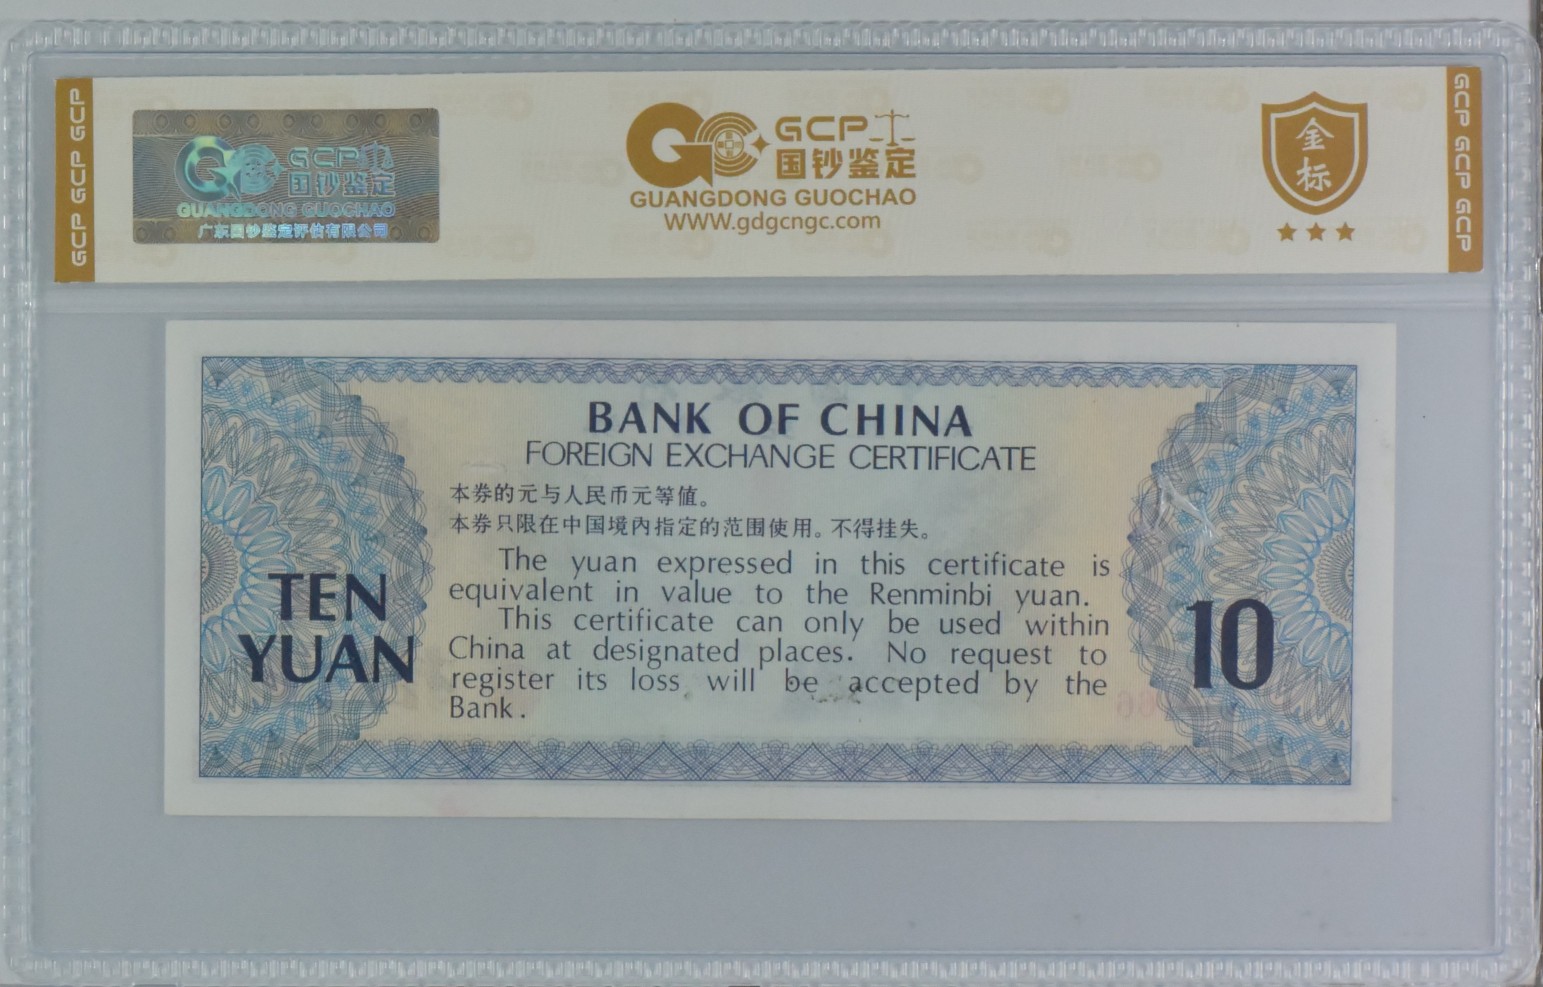 GCP GCP GCP
GCP
国钞鉴定
GUANGDONG GUOCHAO
广东国钞鉴定评估有限公司
GCP
国钞鉴定
GUANGDONG GUOCHAO
WWW.gdgcngc.com
金
标
GCP GCP GCP
BANK OF CHINA
FOREIGN EXCHANGE CERTIFICATE
本券的元与人民币元等值。
本券只限在中国境内指定的范围使用。不得挂失。
The yuan expressed in this certificate is
equivalent in value to the Renminbi yuan.
This certificate can only be used within
China at designated places. No request to
register its loss will be accepted by the
Bank.
TEN
YUAN
10